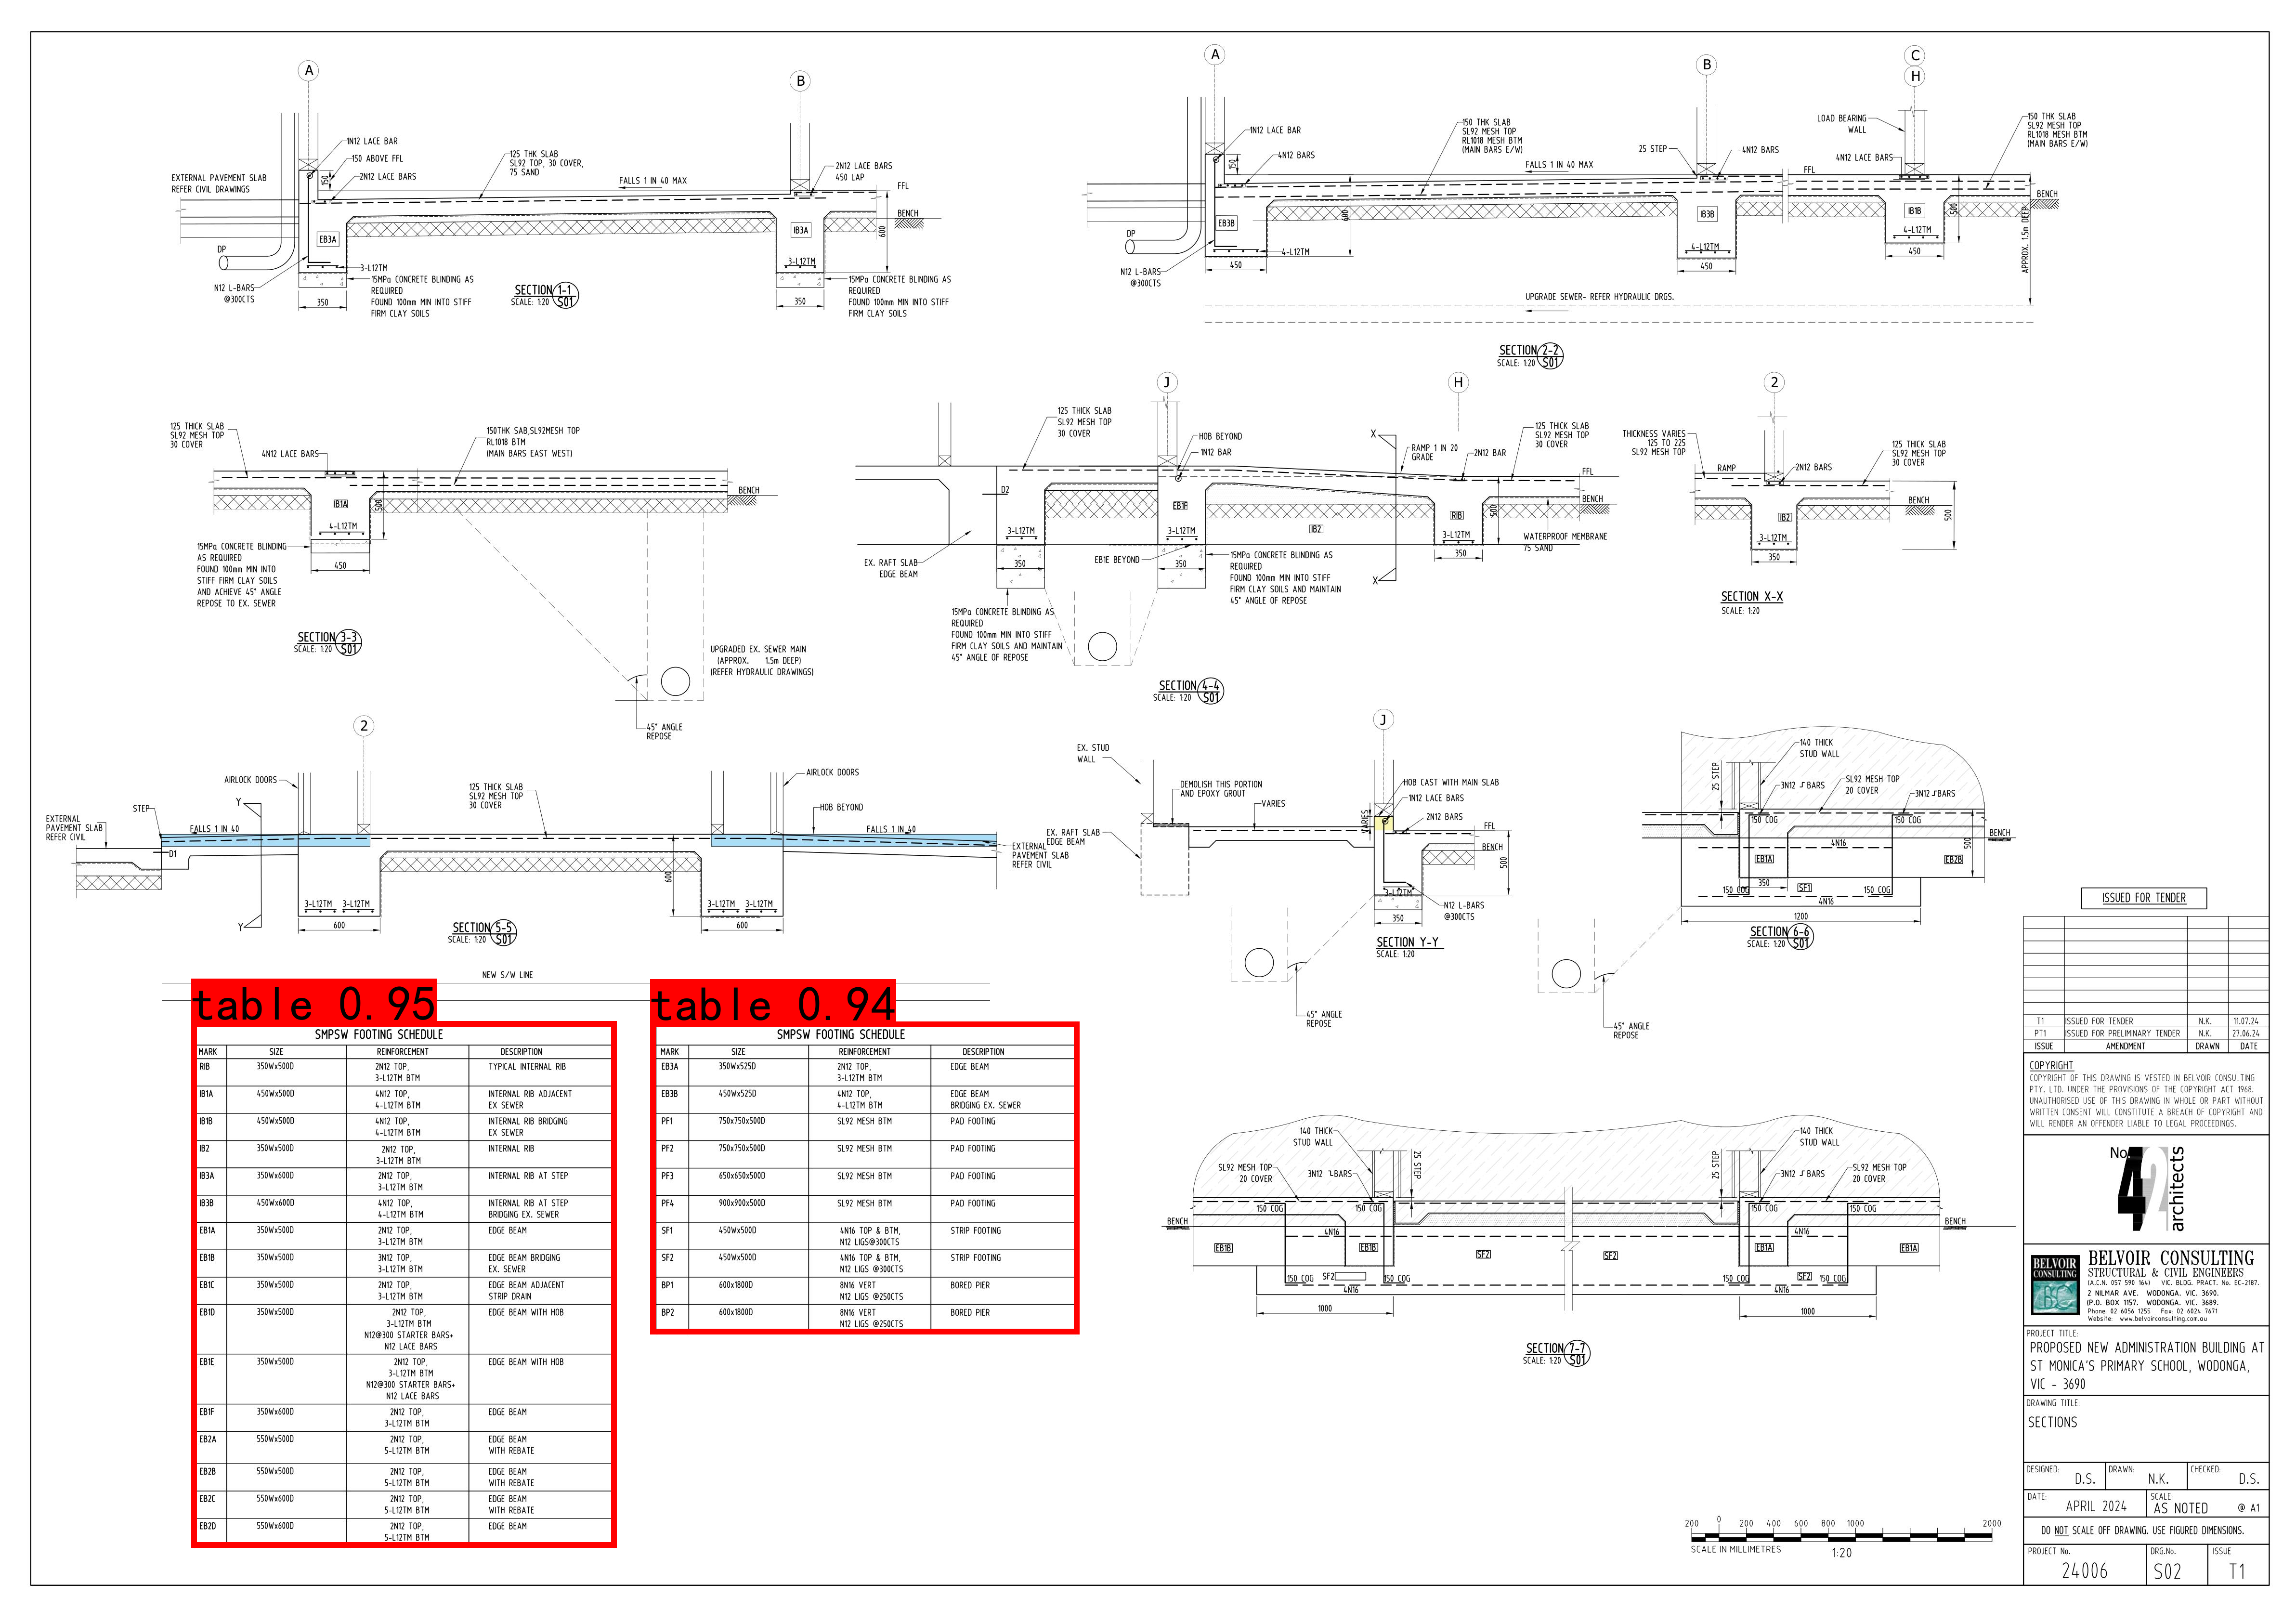 A
B
1N12 LACE BAR
150 ABOVE FFL
2N12 LACE BARS
150
EXTERNAL PAVEMENT SLAB
REFER CIVIL DRAWINGS
125 THK SLAB
SL92 TOP, 30 COVER,
75 SAND
FALLS 1 IN 40 MAX
2N12 LACE BARS
450 LAP
FFL
BENCH
600
EB3A
IB3A
DP
3-L12TM
3-L12TM
N12 L-BARS
@300CTS
15MPa CONCRETE BLINDING AS
REQUIRED
FOUND 100mm MIN INTO STIFF
FIRM CLAY SOILS
350
SECTION 1-1
SCALE: 1:20 S01
350
15MPa CONCRETE BLINDING AS
REQUIRED
FOUND 100mm MIN INTO STIFF
FIRM CLAY SOILS
A
B
C
H
1N12 LACE BAR
4N12 BARS
150
150 THK SLAB
SL92 MESH TOP
RL1018 MESH BTM
(MAIN BARS E/W)
FALLS 1 IN 40 MAX
25 STEP
4N12 BARS
LOAD BEARING
WALL
4N12 LACE BARS
FFL
150 THK SLAB
SL92 MESH TOP
RL1018 MESH BTM
(MAIN BARS E/W)
BENCH
EB3B
600
IB3B
IB1B
500
APPROX. 1.5m DEEP
DP
4-L12TM
4-L12TM
4-L12TM
N12 L-BARS
@300CTS
450
450
450
UPGRADE SEWER- REFER HYDRAULIC DRGS.
SECTION 2-2
SCALE: 1:20 S01
125 THICK SLAB
SL92 MESH TOP
30 COVER
4N12 LACE BARS
150THK SAB,SL92MESH TOP
RL1018 BTM
(MAIN BARS EAST WEST)
BENCH
IB1A
500
4-L12TM
15MPa CONCRETE BLINDING
AS REQUIRED
FOUND 100mm MIN INTO
STIFF FIRM CLAY SOILS
AND ACHIEVE 45° ANGLE
REPOSE TO EX. SEWER
450
SECTION 3-3
SCALE: 1:20 S01
UPGRADED EX. SEWER MAIN
(APPROX. 1.5m DEEP)
(REFER HYDRAULIC DRAWINGS)
45° ANGLE
REPOSE
J
H
125 THICK SLAB
SL92 MESH TOP
30 COVER
HOB BEYOND
1N12 BAR
X
RAMP 1 IN 20
GRADE
2N12 BAR
125 THICK SLAB
SL92 MESH TOP
30 COVER
FFL
BENCH
D2
EB1F
IB2
RIB
500
3-L12TM
3-L12TM
3-L12TM
WATERPROOF MEMBRANE
75 SAND
EX. RAFT SLAB
EDGE BEAM
350
EB1E BEYOND
350
350
X
15MPa CONCRETE BLINDING AS
REQUIRED
FOUND 100mm MIN INTO STIFF
FIRM CLAY SOILS AND MAINTAIN
45° ANGLE OF REPOSE
15MPa CONCRETE BLINDING AS
REQUIRED
FOUND 100mm MIN INTO STIFF
FIRM CLAY SOILS AND MAINTAIN
45° ANGLE OF REPOSE
SECTION 4-4
SCALE: 1:20 S01
2
THICKNESS VARIES
125 TO 225
SL92 MESH TOP
RAMP
2N12 BARS
125 THICK SLAB
SL92 MESH TOP
30 COVER
BENCH
IB2
500
3-L12TM
350
SECTION X-X
SCALE: 1:20
2
AIRLOCK DOORS
STEP
EXTERNAL
PAVEMENT SLAB
REFER CIVIL
Y
FALLS 1 IN 40
D1
125 THICK SLAB
SL92 MESH TOP
30 COVER
AIRLOCK DOORS
HOB BEYOND
FALLS 1 IN 40
EXTERNAL
PAVEMENT SLAB
REFER CIVIL
600
3-L12TM 3-L12TM
3-L12TM 3-L12TM
Y
600
600
SECTION 5-5
SCALE: 1:20 S01
NEW S/W LINE
J
EX. STUD
WALL
DEMOLISH THIS PORTION
AND EPOXY GROUT
VARIES
VARIES
HOB CAST WITH MAIN SLAB
1N12 LACE BARS
2N12 BARS
FFL
EX. RAFT SLAB
EDGE BEAM
BENCH
500
3-L12TM
N12 L-BARS
@300CTS
350
SECTION Y-Y
SCALE: 1:20
45° ANGLE
REPOSE
45° ANGLE
REPOSE
140 THICK
STUD WALL
25 STEP
3N12 BARS
SL92 MESH TOP
20 COVER
3N12 BARS
150 COG
150 COG
BENCH
4N16
500
EB1A
EB2B
350
SF1
150 COG
150 COG
4N16
1200
SECTION 6-6
SCALE: 1:20 S01
table 0.95
SMPSW FOOTING SCHEDULE
MARK SIZE REINFORCEMENT DESCRIPTION
RIB 350Wx500D 2N12 TOP, TYPICAL INTERNAL RIB
3-L12TM BTM
IB1A 450Wx500D 4N12 TOP, INTERNAL RIB ADJACENT
4-L12TM BTM EX SEWER
IB1B 450Wx500D 4N12 TOP, INTERNAL RIB BRIDGING
4-L12TM BTM EX SEWER
IB2 350Wx500D 2N12 TOP, INTERNAL RIB
3-L12TM BTM
IB3A 350Wx600D 2N12 TOP, INTERNAL RIB AT STEP
3-L12TM BTM
IB3B 450Wx600D 4N12 TOP, INTERNAL RIB AT STEP
4-L12TM BTM BRIDGING EX. SEWER
EB1A 350Wx500D 2N12 TOP, EDGE BEAM
3-L12TM BTM
EB1B 350Wx500D 3N12 TOP, EDGE BEAM BRIDGING
3-L12TM BTM EX. SEWER
EB1C 350Wx500D 2N12 TOP, EDGE BEAM ADJACENT
3-L12TM BTM STRIP DRAIN
EB1D 350Wx500D 2N12 TOP, EDGE BEAM WITH HOB
3-L12TM BTM
N12@300 STARTER BARS+
N12 LACE BARS
EB1E 350Wx500D 2N12 TOP, EDGE BEAM WITH HOB
3-L12TM BTM
N12@300 STARTER BARS+
N12 LACE BARS
EB1F 350Wx600D 2N12 TOP, EDGE BEAM
3-L12TM BTM
EB2A 550Wx500D 2N12 TOP, EDGE BEAM
5-L12TM BTM WITH REBATE
EB2B 550Wx500D 2N12 TOP, EDGE BEAM
5-L12TM BTM WITH REBATE
EB2C 550Wx600D 2N12 TOP, EDGE BEAM
5-L12TM BTM WITH REBATE
EB2D 550Wx600D 2N12 TOP, EDGE BEAM
5-L12TM BTM
table 0.94
SMPSW FOOTING SCHEDULE
MARK SIZE REINFORCEMENT DESCRIPTION
EB3A 350Wx525D 2N12 TOP, EDGE BEAM
3-L12TM BTM
EB3B 450Wx525D 4N12 TOP, EDGE BEAM
4-L12TM BTM BRIDGING EX. SEWER
PF1 750x750x500D SL92 MESH BTM PAD FOOTING
PF2 750x750x500D SL92 MESH BTM PAD FOOTING
PF3 650x650x500D SL92 MESH BTM PAD FOOTING
PF4 900x900x500D SL92 MESH BTM PAD FOOTING
SF1 450Wx500D 4N16 TOP & BTM, STRIP FOOTING
N12 LIGS@300CTS
SF2 450Wx500D 4N16 TOP & BTM, STRIP FOOTING
N12 LIGS @300CTS
BP1 600x1800D 8N16 VERT BORED PIER
N12 LIGS @250CTS
BP2 600x1800D 8N16 VERT BORED PIER
N12 LIGS @250CTS
140 THICK
STUD WALL
25 STEP
SL92 MESH TOP
20 COVER
3N12 BARS
25 STEP
140 THICK
STUD WALL
3N12 BARS
SL92 MESH TOP
20 COVER
150 COG
150 COG
150 COG
150 COG
BENCH
BENCH
4N16
4N16
EB1B
EB1B
SF2
SF2
EB1A
EB1A
150 COG SF2
150 COG
150 COG
SF2 150 COG
4N16
4N16
1000
1000
SECTION 7-7
SCALE: 1:20 S01
200 0 200 400 600 800 1000 2000
SCALE IN MILLIMETRES 1:20
ISSUED FOR TENDER
T1 ISSUED FOR TENDER N.K. 11.07.24
PT1 ISSUED FOR PRELIMINARY TENDER N.K. 27.06.24
ISSUE AMENDMENT DRAWN DATE
COPYRIGHT
COPYRIGHT OF THIS DRAWING IS VESTED IN BELVOIR CONSULTING
PTY. LTD. UNDER THE PROVISIONS OF THE COPYRIGHT ACT 1968.
UNAUTHORISED USE OF THIS DRAWING IN WHOLE OR PART WITHOUT
WRITTEN CONSENT WILL CONSTITUTE A BREACH OF COPYRIGHT AND
WILL RENDER AN OFFENDER LIABLE TO LEGAL PROCEEDINGS.
No.
42
architects
BELVOIR
CONSULTING
BC
BELVOIR CONSULTING
STRUCTURAL & CIVIL ENGINEERS
(A.C.N. 057 590 164) VIC. BLDG. PRACT. No. EC-2187.
2 NILMAR AVE. WODONGA. VIC. 3690.
(P.O. BOX 1157. WODONGA. VIC. 3689.
Phone: 02 6056 1255 Fax: 02 6024 7671
Website: www.belvoirconsulting.com.au
PROJECT TITLE:
PROPOSED NEW ADMINISTRATION BUILDING AT
ST MONICA'S PRIMARY SCHOOL, WODONGA,
VIC - 3690
DRAWING TITLE:
SECTIONS
DESIGNED: D.S. DRAWN: N.K. CHECKED: D.S.
DATE: APRIL 2024 SCALE: AS NOTED @ A1
DO NOT SCALE OFF DRAWING. USE FIGURED DIMENSIONS.
PROJECT No. DRG.No. ISSUE
24006 S02 T1